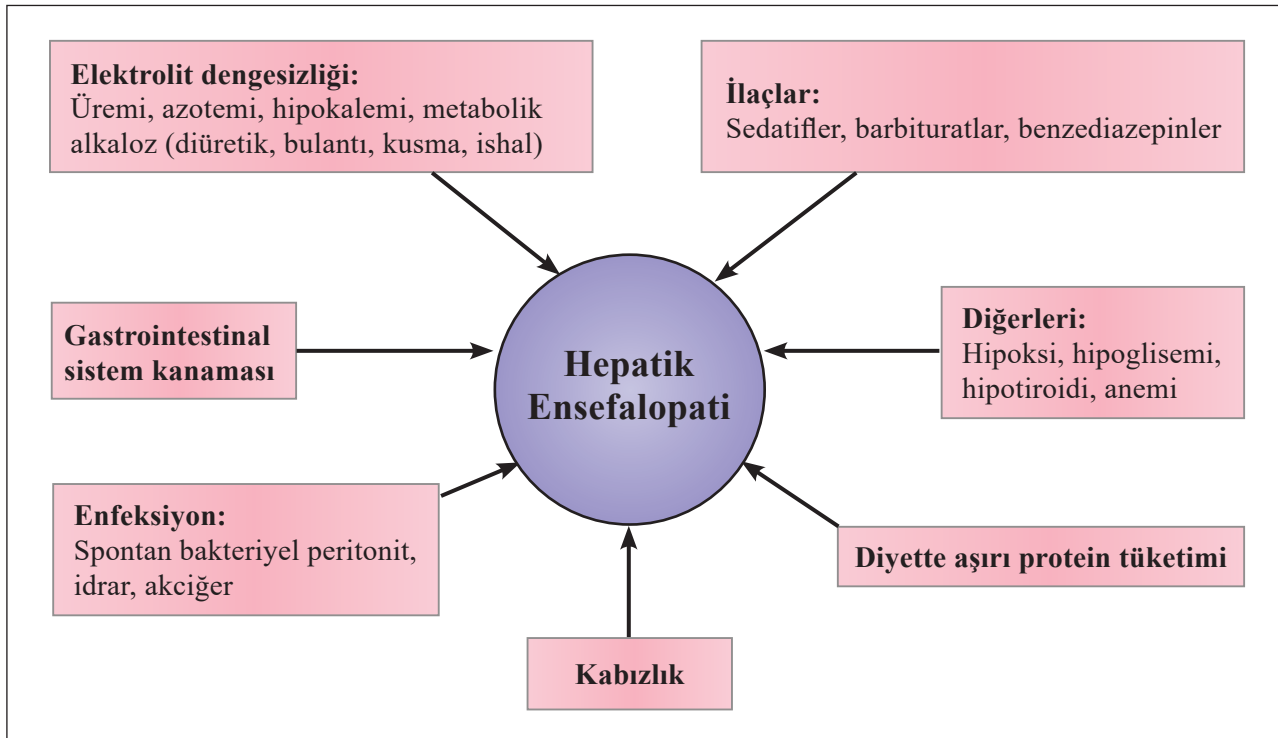 Elektrolit dengesizliği:
Üremi, azotemi, hipokalemi, metabolik
alkaloz (diüretik, bulantı, kusma, ishal)
İlaçlar:
Sedatifler, barbituratlar, benzediazepinler
Gastrointestinal
sistem kanaması
Hepatik
Ensefalopati
Diğerleri:
Hipoksi, hipoglisemi,
hipotiroidi, anemi
Enfeksiyon:
Spontan bakteriyel peritonit,
idrar, akciğer
Diyette aşırı protein tüketimi
Kabızlık